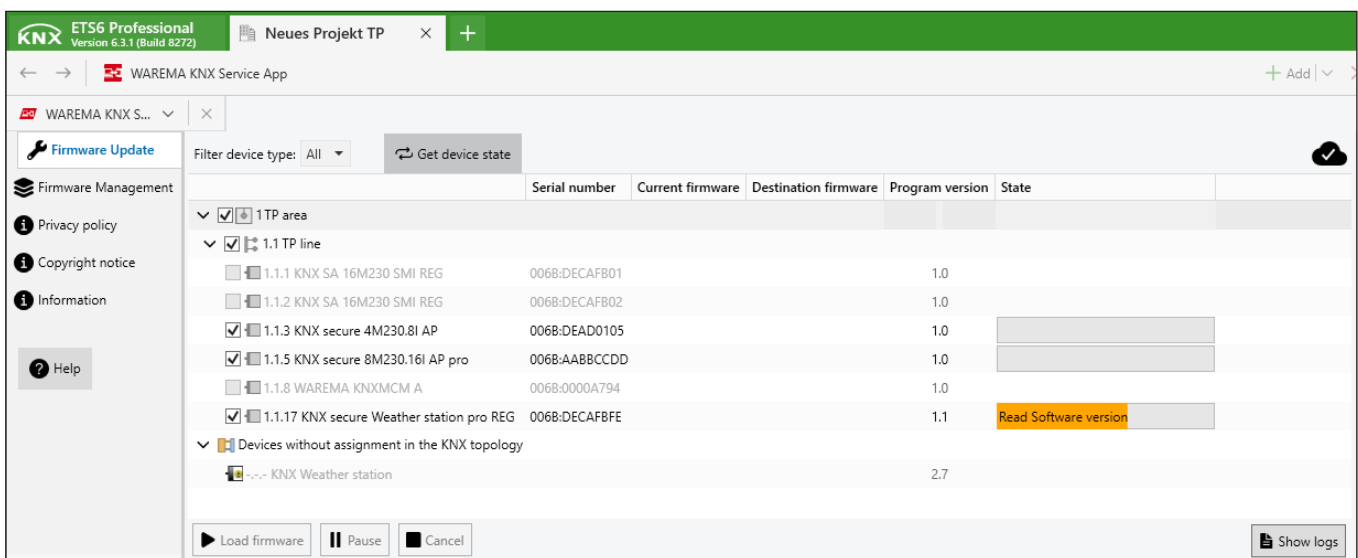 KNX ETS6 Professional Neues Projekt TP
Version 6.3.1 (Build 8272)
WAREMA KNX Service App Add
WAREMA KNX S...
Firmware Update
Firmware Management
Privacy policy
Copyright notice
Information
Help
Filter device type: All Get device state
Serial number Current firmware Destination firmware Program version State
1 TP area
1.1 TP line
1.1.1 KNX SA 16M230 SMI REG 006B:DECAFB01 1.0
1.1.2 KNX SA 16M230 SMI REG 006B:DECAFB02 1.0
1.1.3 KNX secure 4M230.8I AP 006B:DEAD0105 1.0
1.1.5 KNX secure 8M230.16I AP pro 006B:AABBCCDD 1.0
1.1.8 WAREMA KNXMCM A 006B:0000A794 1.0
1.1.17 KNX secure Weather station pro REG 006B:DECAFBFE 1.1 Read Software version
Devices without assignment in the KNX topology
-.-.- KNX Weather station 2.7
Load firmware Pause Cancel Show logs